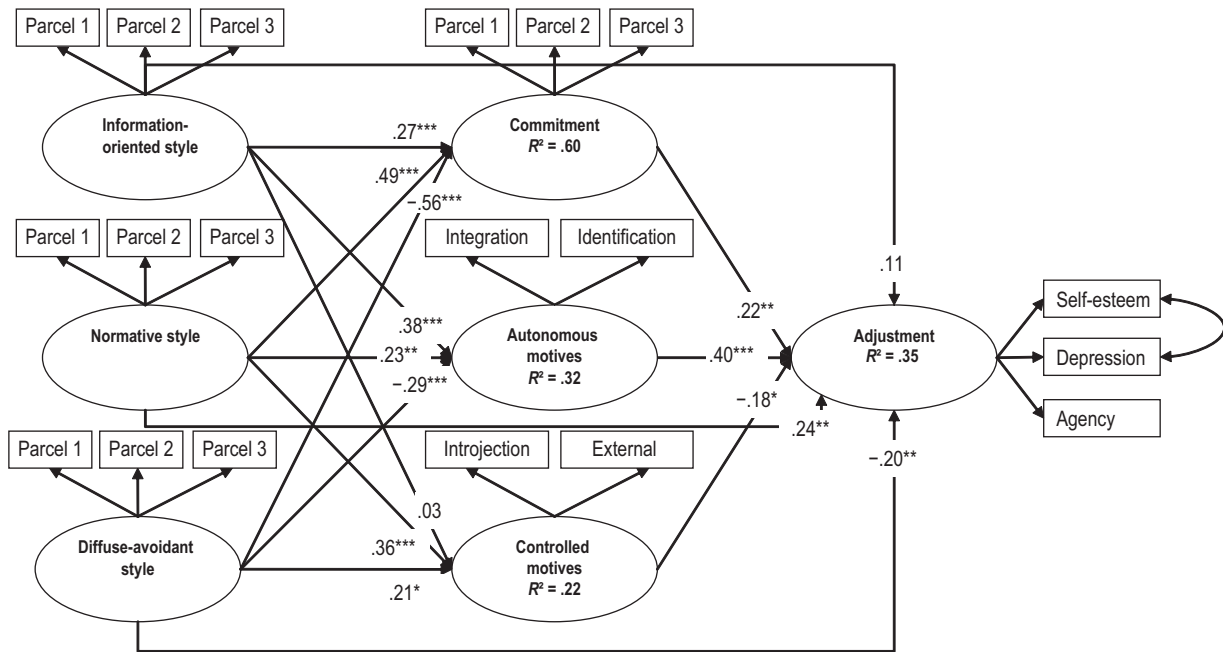 Parcel 1
Parcel 2
Parcel 3
Parcel 1
Parcel 2
Parcel 3
Information-
oriented style
Commitment
R² = .60
.27***
.49***
−.56***
Parcel 1
Parcel 2
Parcel 3
Integration
Identification
.11
Self-esteem
Normative style
.38***
.23**
−.29***
Autonomous
motives
R² = .32
.22**
.40***
−.18*
Adjustment
R² = .35
Depression
Agency
.24**
−.20**
Parcel 1
Parcel 2
Parcel 3
Introjection
External
.03
Diffuse-avoidant
style
.36***
.21*
Controlled
motives
R² = .22